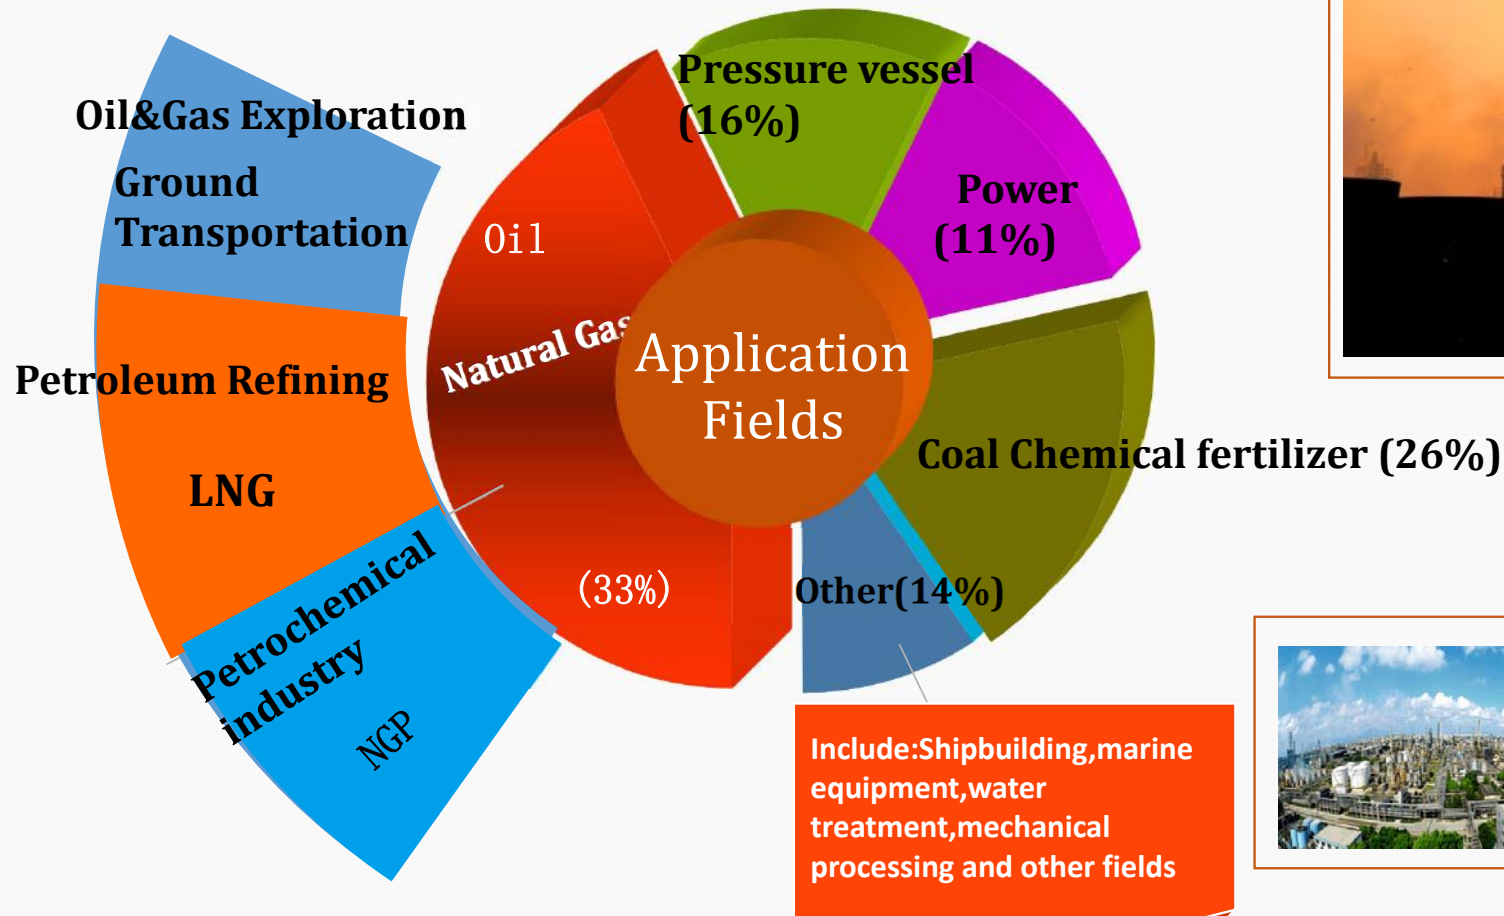 Oil&Gas Exploration
Ground
Transportation
Petroleum Refining
LNG
Petrochemical
industry
NGP
Oil
Natural Gas
(33%)
Pressure vessel
(16%)
Power
(11%)
Application
Fields
Coal Chemical fertilizer (26%)
Other(14%)
Include:Shipbuilding,marine
equipment,water
treatment,mechanical
processing and other fields